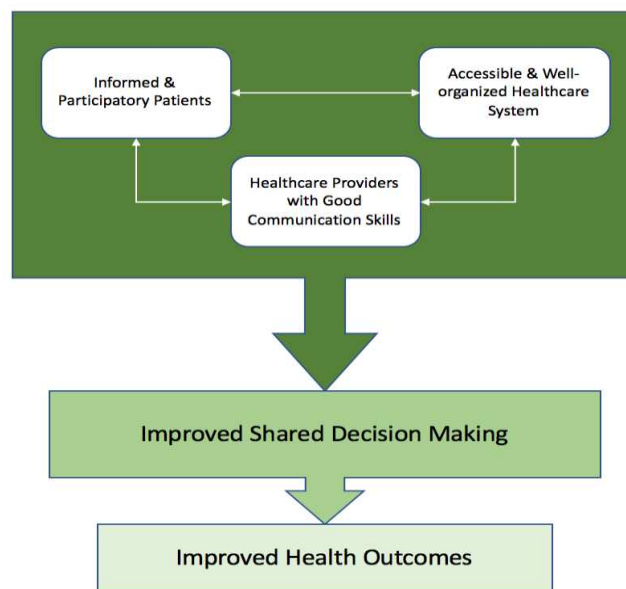 Informed &
Participatory Patients
Accessible & Well-
organized Healthcare
System
Healthcare Providers
with Good
Communication Skills
Improved Shared Decision Making
Improved Health Outcomes